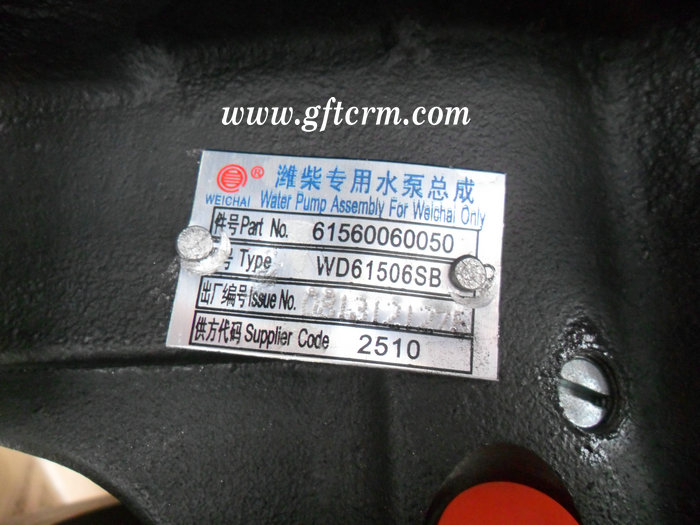 www.gftcrm.com
WEICHAI ® 潍柴专用水泵总成
Water Pump Assembly For Weichai Only
件号Part No. 61560060050
号 Type WD61506SB
出厂编号Issue No.
供方代码Supplier Code 2510